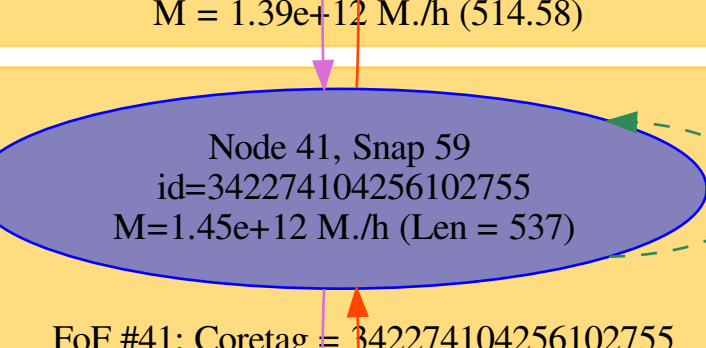 M = 1.39e+12 M./h (514.58)
Node 41, Snap 59
id=342274104256102755
M=1.45e+12 M./h (Len = 537)
FoF #41; Coretag = 342274104256102755